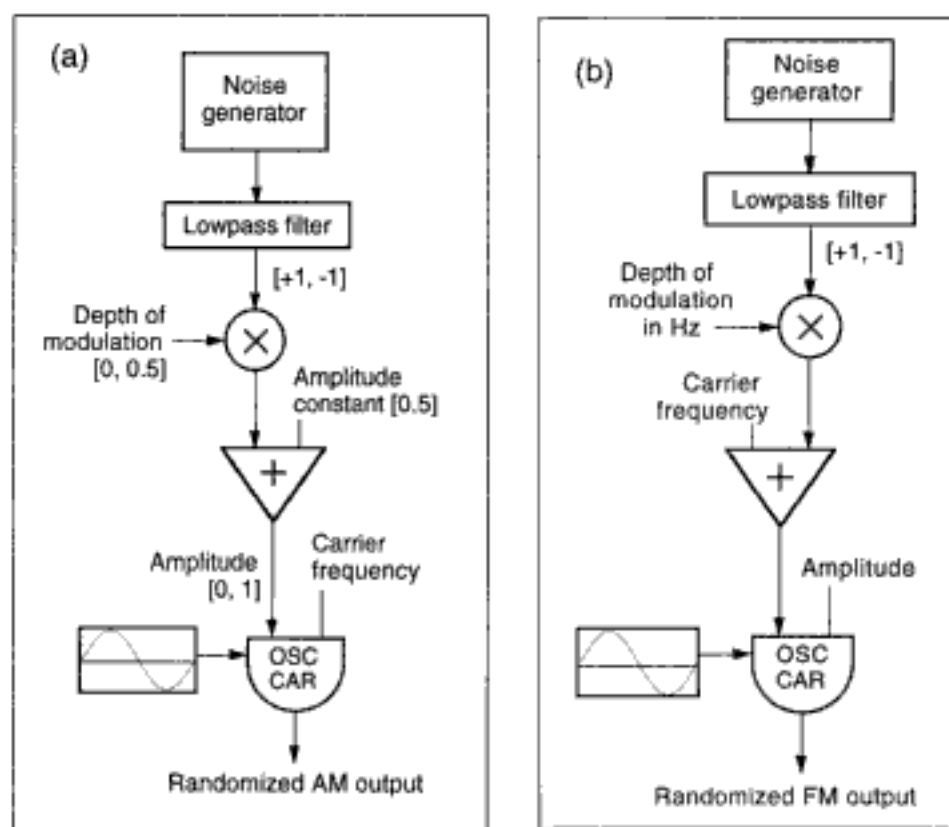 (a)
Noise
generator
Lowpass filter
[+1, -1]
Depth of
modulation
[0, 0.5]
×
Amplitude
constant [0.5]
+
Amplitude
[0, 1]
Carrier
frequency
OSC
CAR
Randomized AM output
(b)
Noise
generator
Lowpass filter
[+1, -1]
Depth of
modulation
in Hz
×
Carrier
frequency
+
Amplitude
OSC
CAR
Randomized FM output